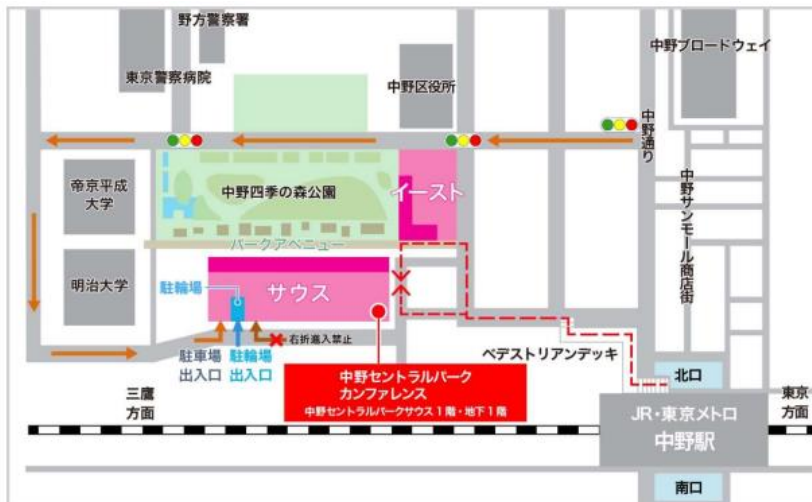 野方警察署
東京警察病院
中野区役所
中野ブロードウェイ
中野通り
帝京平成
大学
中野四季の森公園
イースト
中野サンモール商店街
パークアベニュー
明治大学
駐輪場
サウス
右折進入禁止
駐車場
出入口
駐輪場
出入口
ペデストリアンデッキ
北口
中野セントラルパーク
カンファレンス
中野セントラルパークサウス1階・地下1階
三鷹
方面
JR・東京メトロ
中野駅
東京
方面
南口